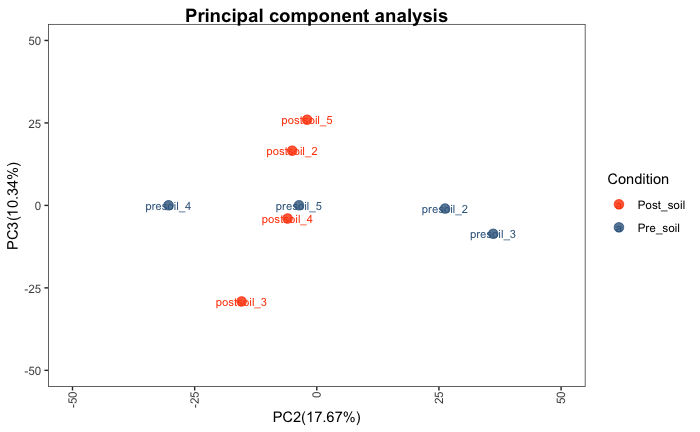 Principal component analysis
50
25
0
-25
-50
PC3(10.34%)
postsoil_5
postsoil_2
presoil_4
presoil_5
presoil_2
postsoil_4
presoil_3
postsoil_3
-50
-25
0
25
50
PC2(17.67%)
Condition
a Post_soil
a Pre_soil